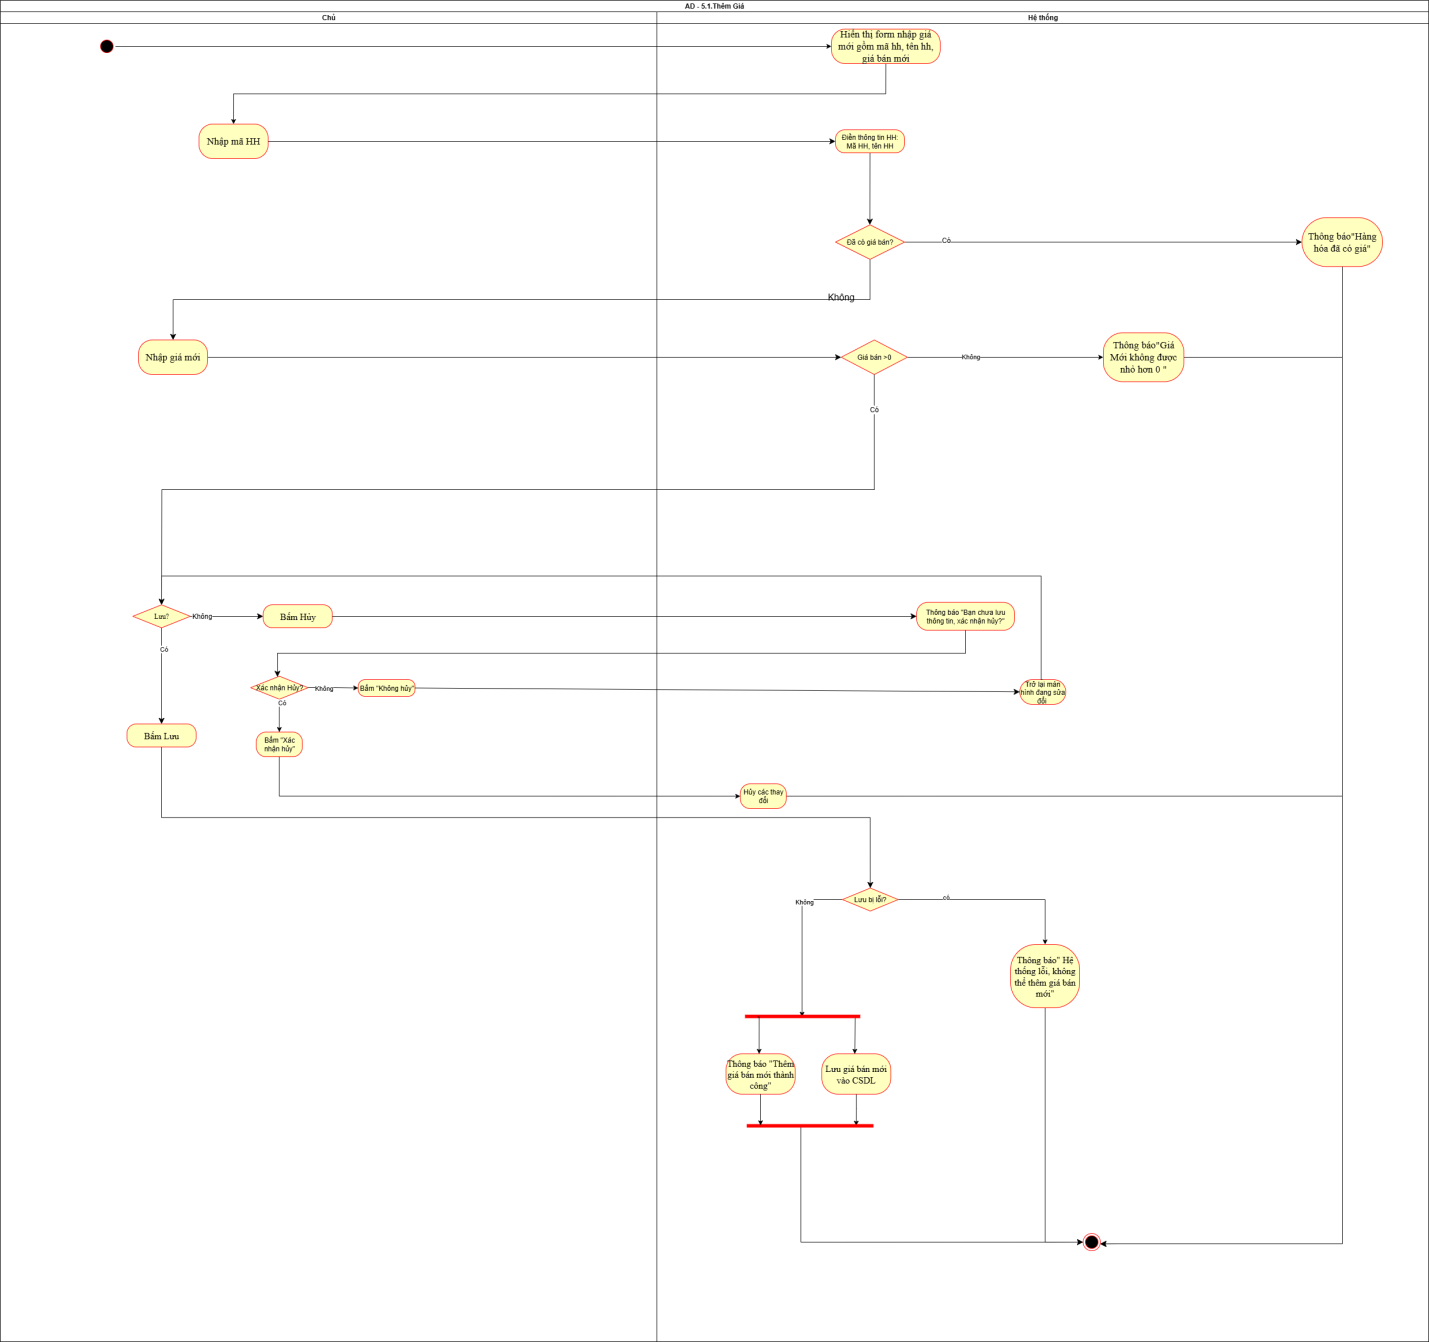 AD - 5.1.Thêm Giá
Chủ
Hệ thống
Hiển thị form nhập giá
mới gồm mã hh, tên hh,
giá bán mới
Nhập mã HH
Điền thông tin HH:
Mã HH, tên HH
Đã có giá bán?
Có
Thông báo"Hàng
hóa đã có giá"
Không
Nhập giá mới
Giá bán >0
Không
Thông báo"Giá
Mới không được
nhỏ hơn 0 "
Có
Lưu?
Không
Bấm Hủy
Thông báo "Bạn chưa lưu
thông tin, xác nhận hủy?"
Có
Xác nhận Hủy?
Không
Bấm "Không hủy"
Trở lại màn
hình đang sửa
đổi
Có
Bấm Lưu
Bấm "Xác
nhận hủy"
Hủy các thay
đổi
Lưu bị lỗi?
Không
có
Thông báo" Hệ
thống lỗi, không
thể thêm giá bán
mới"
Thông báo "Thêm
giá bán mới thành
công"
Lưu giá bán mới
vào CSDL